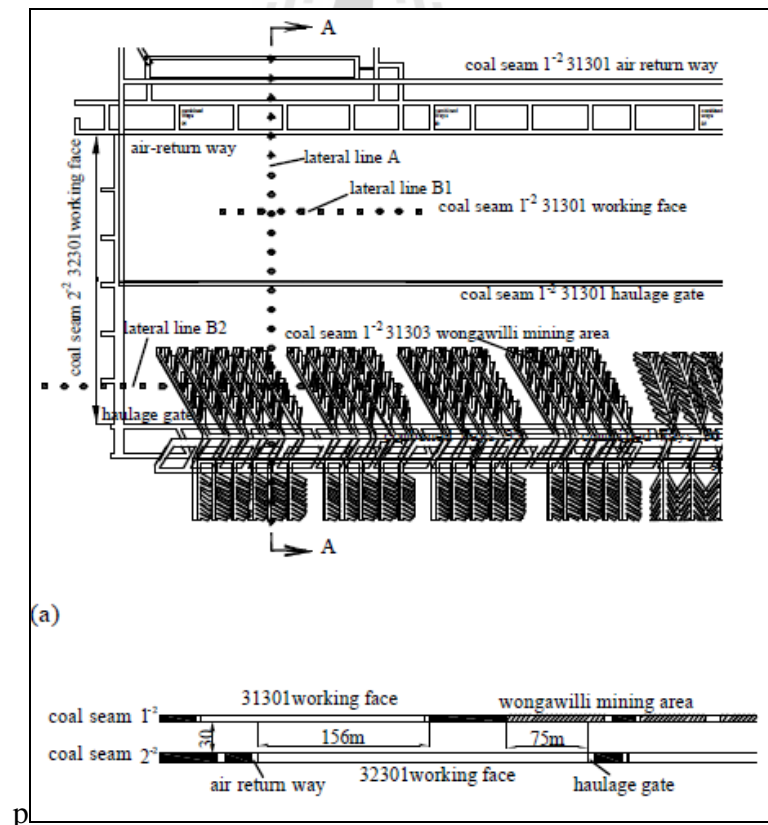 A
coal seam 1⁻² 31301 air return way
air-return way
lateral line A
lateral line B1
coal seam 1⁻² 31301 working face
coal seam 2⁻² 32301 working face
coal seam 1⁻² 31301 haulage gate
lateral line B2
coal seam 1⁻² 31303 wongawilli mining area
haulage gate
A
(a)
31301working face
wongawilli mining area
coal seam 1⁻²
30
156m
75m
coal seam 2⁻²
air return way
32301working face
haulage gate
p